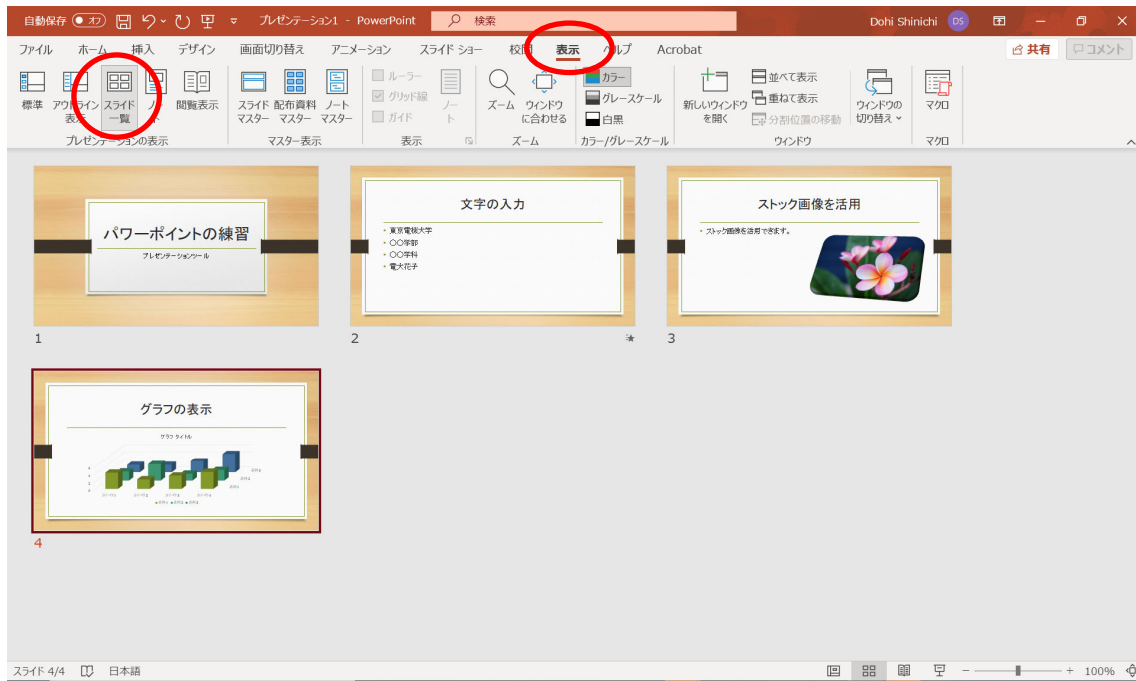 自動保存 オフ プレゼンテーション1 - PowerPoint 検索 Dohi Shinichi DS
ファイル ホーム 挿入 デザイン 画面切り替え アニメーション スライド ショー 校閲 表示 ヘルプ Acrobat 共有 コメント
標準
アウトライン表示
スライド一覧
ノート
閲覧表示
プレゼンテーションの表示
スライドマスター
配布資料マスター
ノートマスター
マスター表示
ルーラー
グリッド線
ガイド
ノート
表示
ズーム
ウィンドウに合わせる
ズーム
カラー
グレースケール
白黒
カラー/グレースケール
新しいウィンドウを開く
並べて表示
重ねて表示
分割位置の移動
ウィンドウの切り替え
ウィンドウ
マクロ
マクロ
パワーポイントの練習
プレゼンテーションツール
1
文字の入力
・東京電機大学
・〇〇学部
・〇〇学科
・電大花子
2
ストック画像を活用
・ストック画像を活用できます。
3
グラフの表示
グラフ タイトル
4
スライド 4/4 日本語 100%